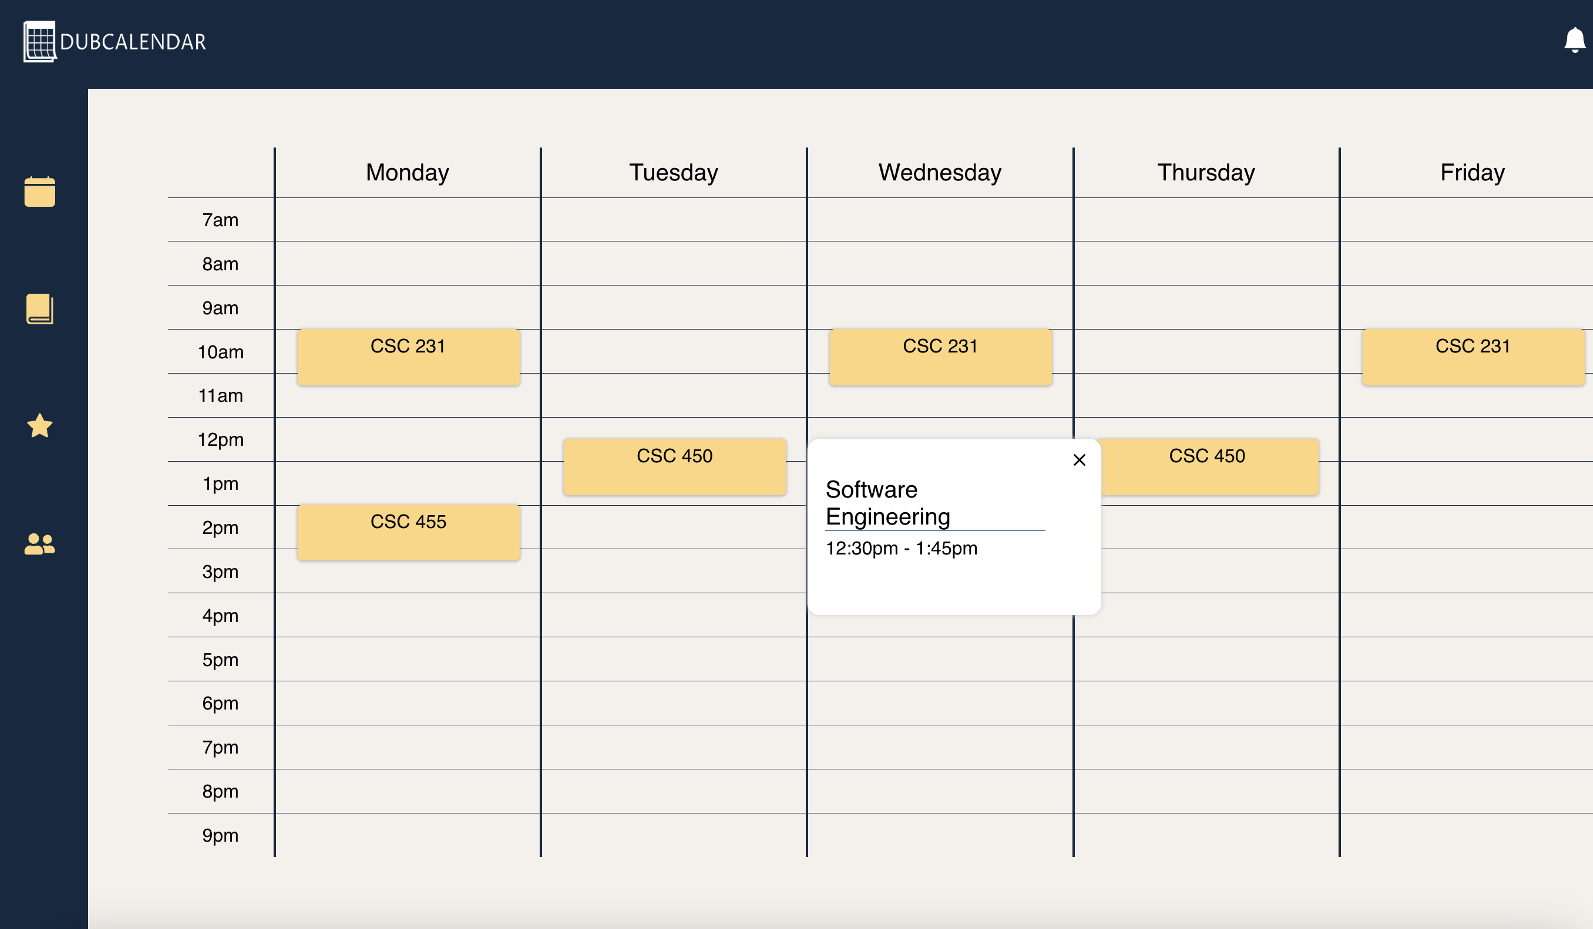 DUBCALENDAR
Monday Tuesday Wednesday Thursday Friday
7am
8am
9am
10am CSC 231 CSC 231 CSC 231
11am
12pm
CSC 450 CSC 450
1pm
Software
Engineering
12:30pm - 1:45pm
2pm CSC 455
3pm
4pm
5pm
6pm
7pm
8pm
9pm